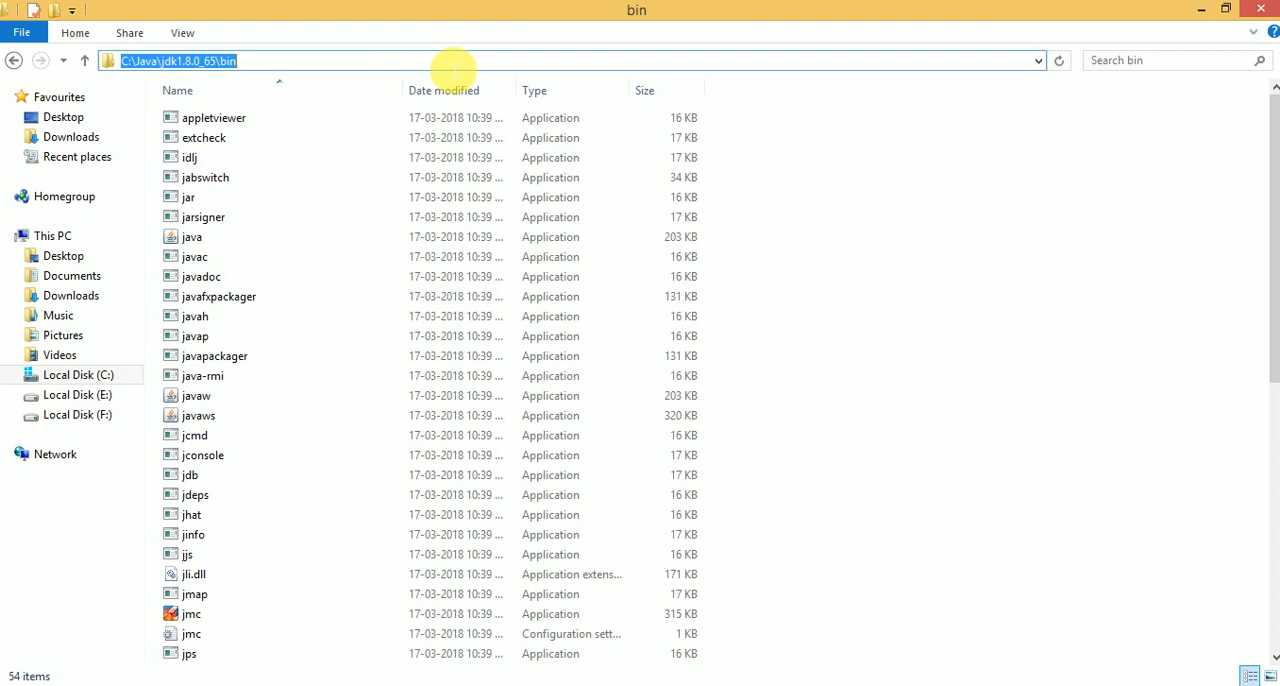 bin
File Home Share View
C:\Java\jdk1.8.0_65\bin Search bin
Name Date modified Type Size
Favourites
Desktop
Downloads
Recent places
Homegroup
This PC
Desktop
Documents
Downloads
Music
Pictures
Videos
Local Disk (C:)
Local Disk (E:)
Local Disk (F:)
Network
appletviewer 17-03-2018 10:39 ... Application 16 KB
extcheck 17-03-2018 10:39 ... Application 17 KB
idlj 17-03-2018 10:39 ... Application 17 KB
jabswitch 17-03-2018 10:39 ... Application 34 KB
jar 17-03-2018 10:39 ... Application 16 KB
jarsigner 17-03-2018 10:39 ... Application 17 KB
java 17-03-2018 10:39 ... Application 203 KB
javac 17-03-2018 10:39 ... Application 16 KB
javadoc 17-03-2018 10:39 ... Application 16 KB
javafxpackager 17-03-2018 10:39 ... Application 131 KB
javah 17-03-2018 10:39 ... Application 16 KB
javap 17-03-2018 10:39 ... Application 16 KB
javapackager 17-03-2018 10:39 ... Application 131 KB
java-rmi 17-03-2018 10:39 ... Application 16 KB
javaw 17-03-2018 10:39 ... Application 203 KB
javaws 17-03-2018 10:39 ... Application 320 KB
jcmd 17-03-2018 10:39 ... Application 16 KB
jconsole 17-03-2018 10:39 ... Application 17 KB
jdb 17-03-2018 10:39 ... Application 17 KB
jdeps 17-03-2018 10:39 ... Application 16 KB
jhat 17-03-2018 10:39 ... Application 16 KB
jinfo 17-03-2018 10:39 ... Application 17 KB
jjs 17-03-2018 10:39 ... Application 16 KB
jli.dll 17-03-2018 10:39 ... Application extens... 171 KB
jmap 17-03-2018 10:39 ... Application 17 KB
jmc 17-03-2018 10:39 ... Application 315 KB
jmc 17-03-2018 10:39 ... Configuration sett... 1 KB
jps 17-03-2018 10:39 ... Application 16 KB
54 items